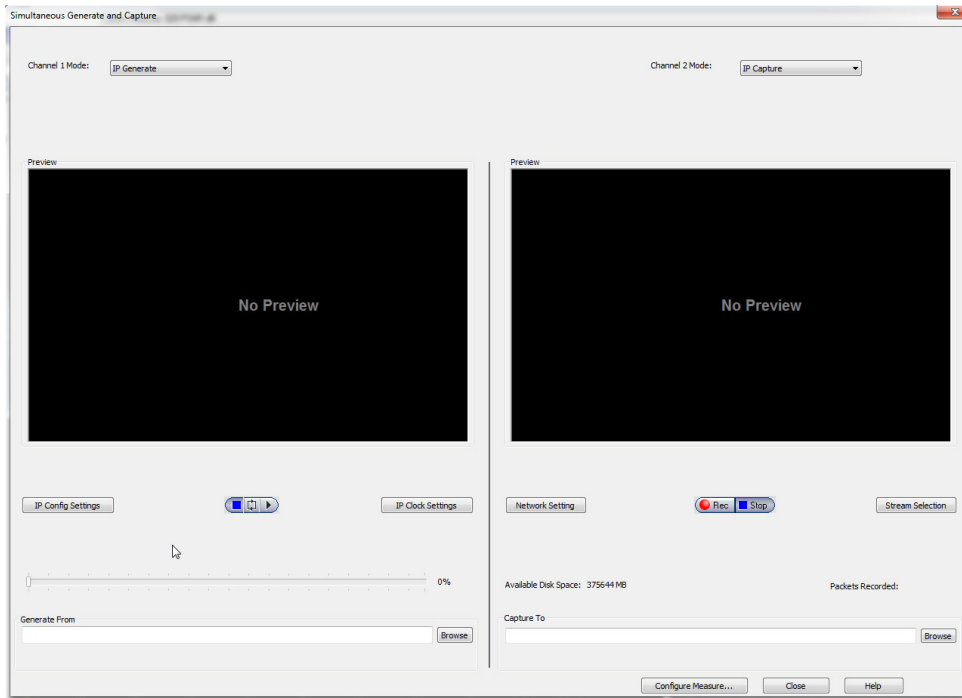 Simultaneous Generate and Capture
Channel 1 Mode: IP Generate
Channel 2 Mode: IP Capture
Preview
Preview
No Preview
No Preview
IP Config Settings
IP Clock Settings
Network Setting
Rec
Stop
Stream Selection
0%
Available Disk Space: 375644 MB
Packets Recorded:
Generate From
Browse
Capture To
Browse
Configure Measure...
Close
Help